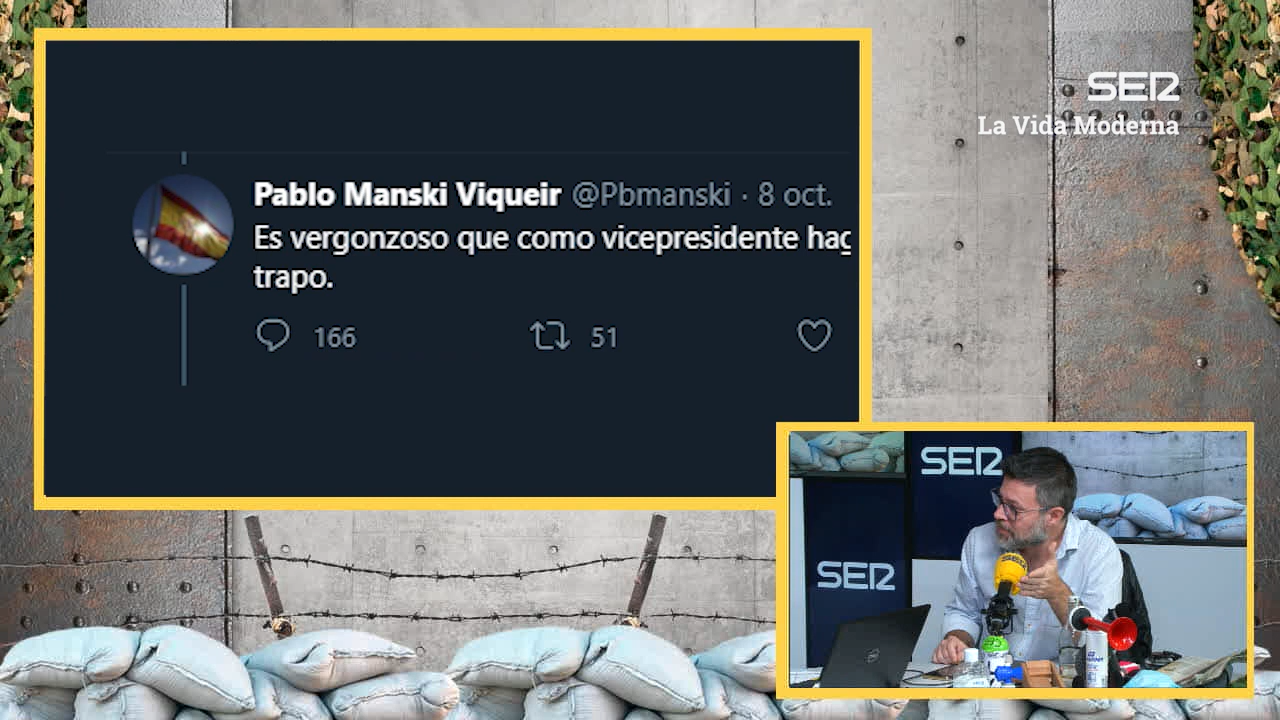 SER
La Vida Moderna
Pablo Manski Viqueir @Pbmanski · 8 oct.
Es vergonzoso que como vicepresidente hag
trapo.
166 51
SER
SER
DELL